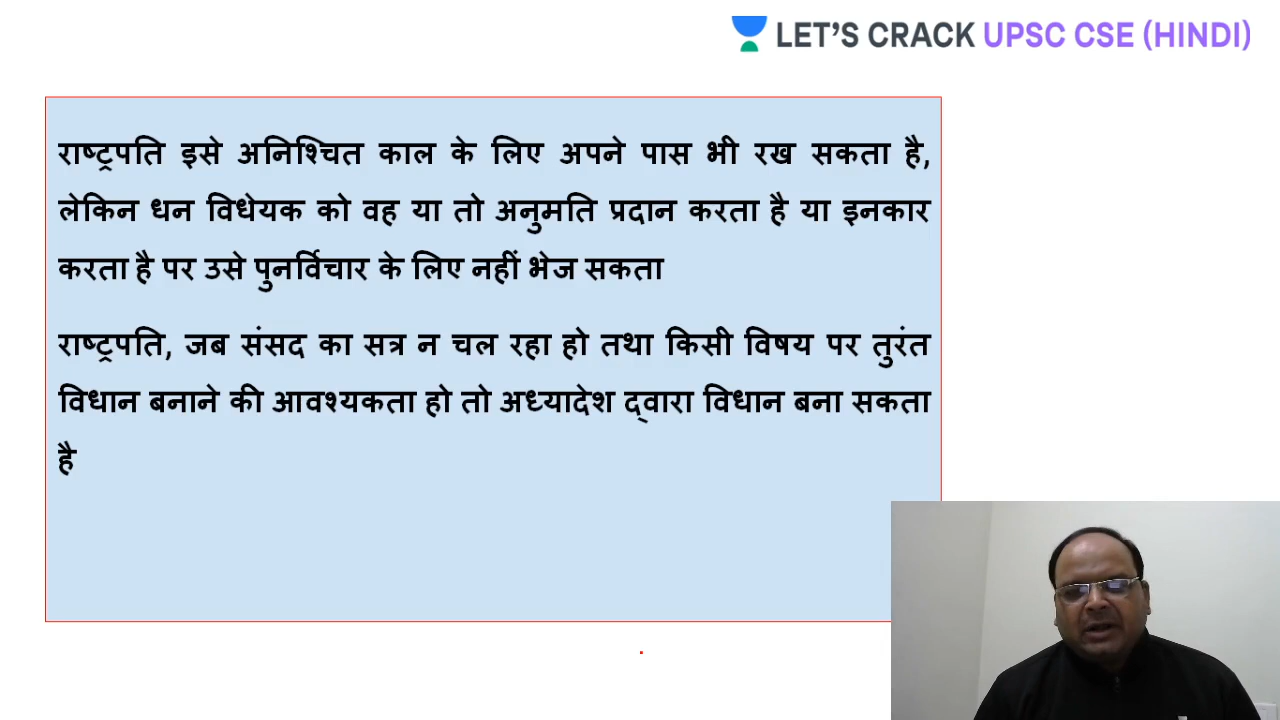 LET'S CRACK UPSC CSE (HINDI)
राष्ट्रपति इसे अनिश्चित काल के लिए अपने पास भी रख सकता है,
लेकिन धन विधेयक को वह या तो अनुमति प्रदान करता है या इनकार
करता है पर उसे पुनर्विचार के लिए नहीं भेज सकता
राष्ट्रपति, जब संसद का सत्र न चल रहा हो तथा किसी विषय पर तुरंत
विधान बनाने की आवश्यकता हो तो अध्यादेश द्वारा विधान बना सकता
है